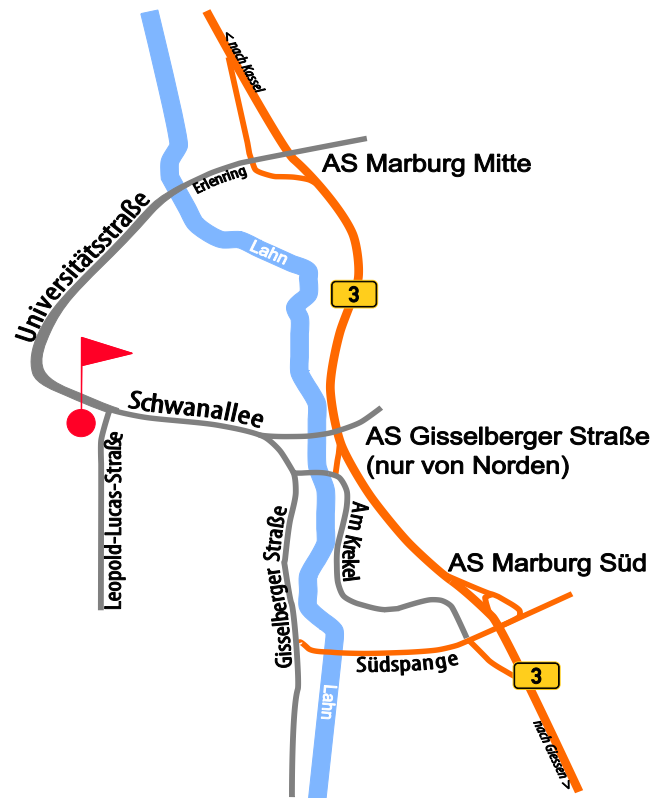 < nach Kassel
AS Marburg Mitte
Erlenring
Universitätsstraße
Lahn
3
Schwanallee
AS Gisselberger Straße
(nur von Norden)
Leopold-Lucas-Straße
Gisselberger Straße
Am Krekel
AS Marburg Süd
Südspange
3
Lahn
nach Giessen >